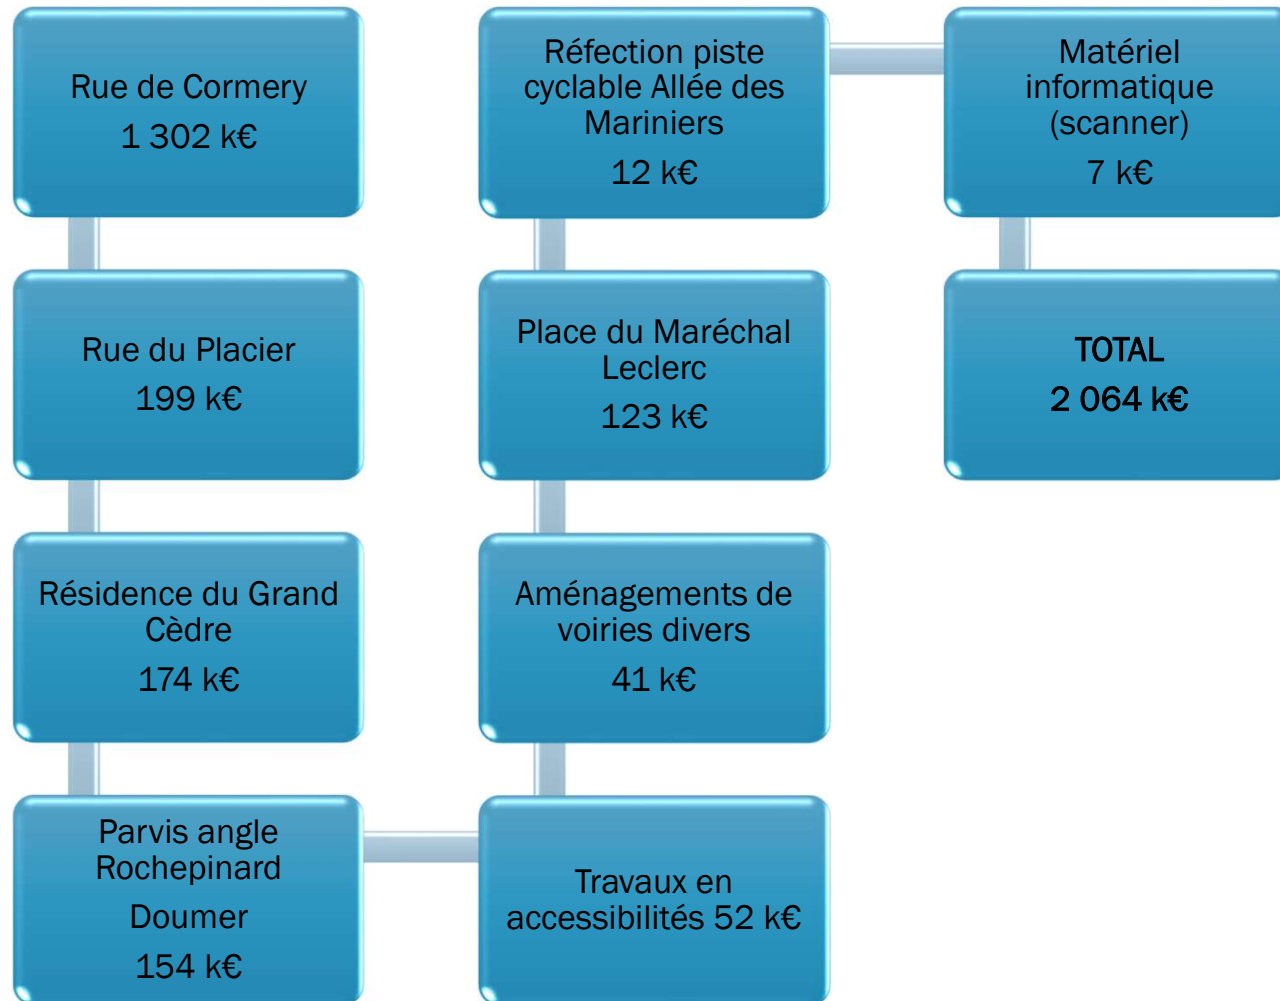 Rue de Cormery
1 302 k€
Rue du Placier
199 k€
Résidence du Grand
Cèdre
174 k€
Parvis angle
Rochepinard
Doumer
154 k€
Travaux en
accessibilités 52 k€
Aménagements de
voiries divers
41 k€
Place du Maréchal
Leclerc
123 k€
Réfection piste
cyclable Allée des
Mariniers
12 k€
Matériel
informatique
(scanner)
7 k€
TOTAL
2 064 k€